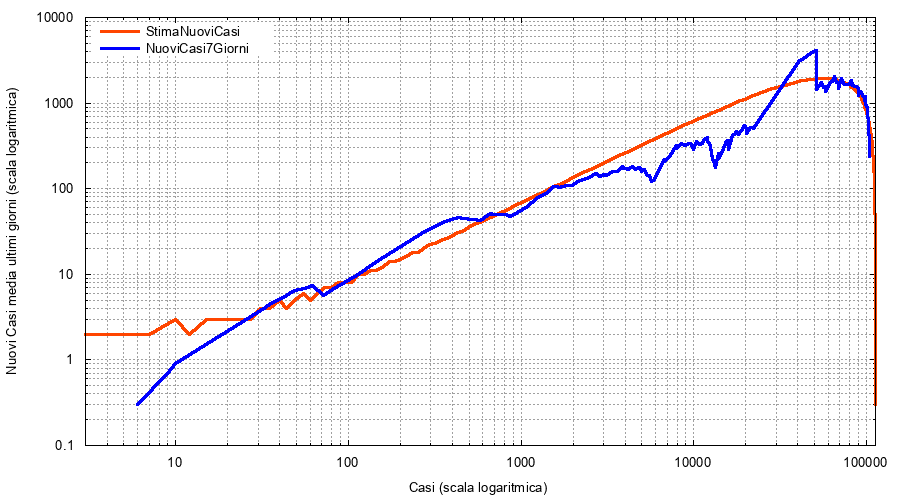 StimaNuoviCasi
NuoviCasi7Giorni
Nuovi Casi media ultimi giorni (scala logaritmica)
10000
1000
100
10
1
0.1
10
100
1000
10000
100000
Casi (scala logaritmica)